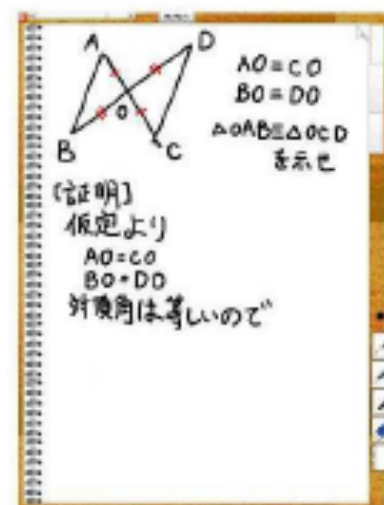 A
D
B
O
C
AO=CO
BO=DO
△OAB≡△OCD
を示せ
[証明]
仮定より
AO=CO
BO=DO
対頂角は等しいので